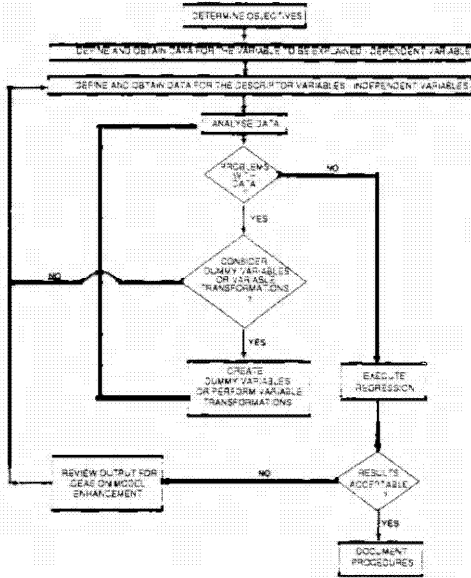 DETERMINE OBJECTIVES
DEFINE AND OBTAIN DATA FOR THE VARIABLE TO BE EXPLAINED - DEPENDENT VARIABLE
DEFINE AND OBTAIN DATA FOR THE DESCRIPTOR VARIABLES - INDEPENDENT VARIABLES
ANALYSE DATA
PROBLEMS
WITH
DATA
?
NO
YES
CONSIDER
DUMMY VARIABLES
OR VARIABLE
TRANSFORMATIONS
?
NO
YES
CREATE
DUMMY VARIABLES
OR PERFORM VARIABLE
TRANSFORMATIONS
EXECUTE
REGRESSION
REVIEW OUTPUT FOR
IDEAS ON MODEL
ENHANCEMENT
NO
RESULTS
ACCEPTABLE
?
YES
DOCUMENT
PROCEDURES